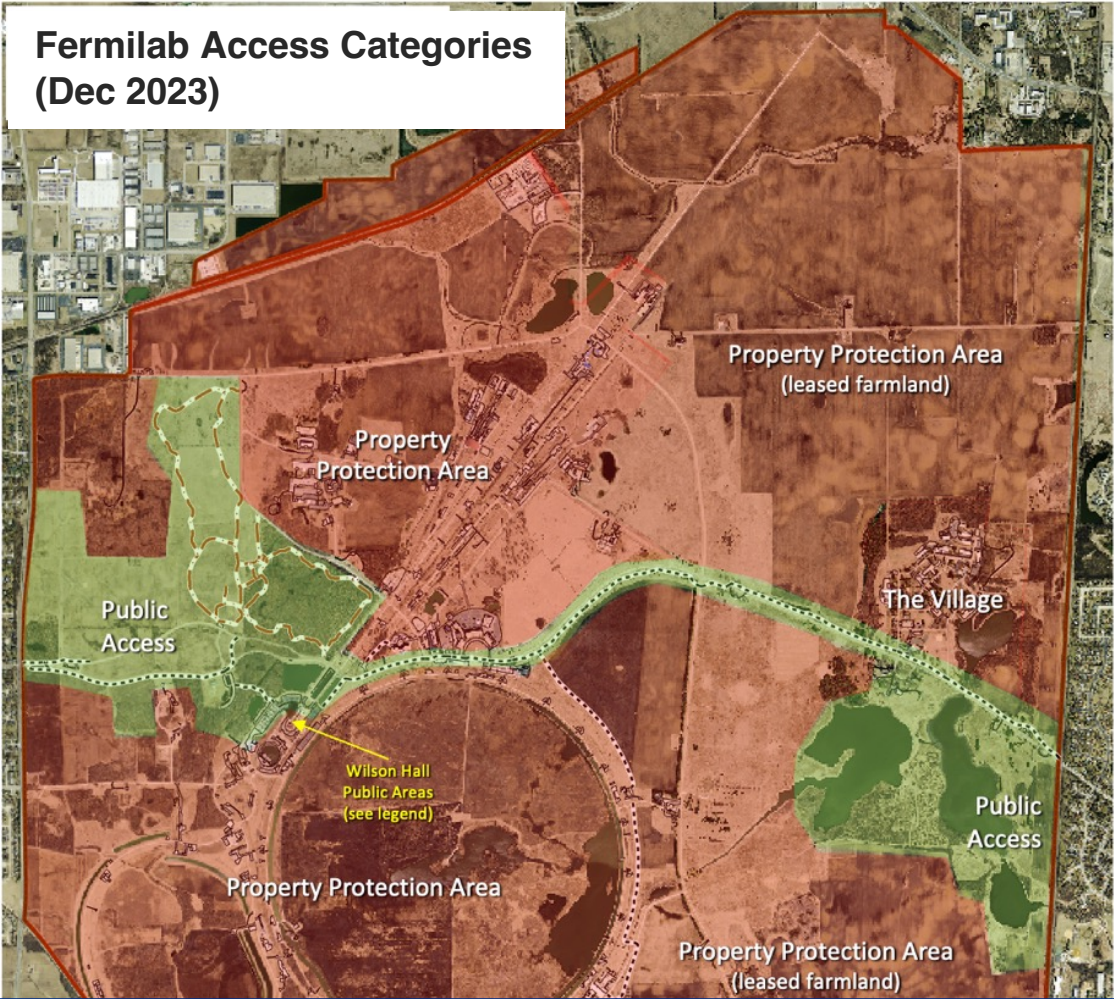 Fermilab Access Categories
(Dec 2023)
Property Protection Area
(leased farmland)
Property
Protection Area
The Village
Public
Access
Wilson Hall
Public Areas
(see legend)
Public
Access
Property Protection Area
Property Protection Area
(leased farmland)